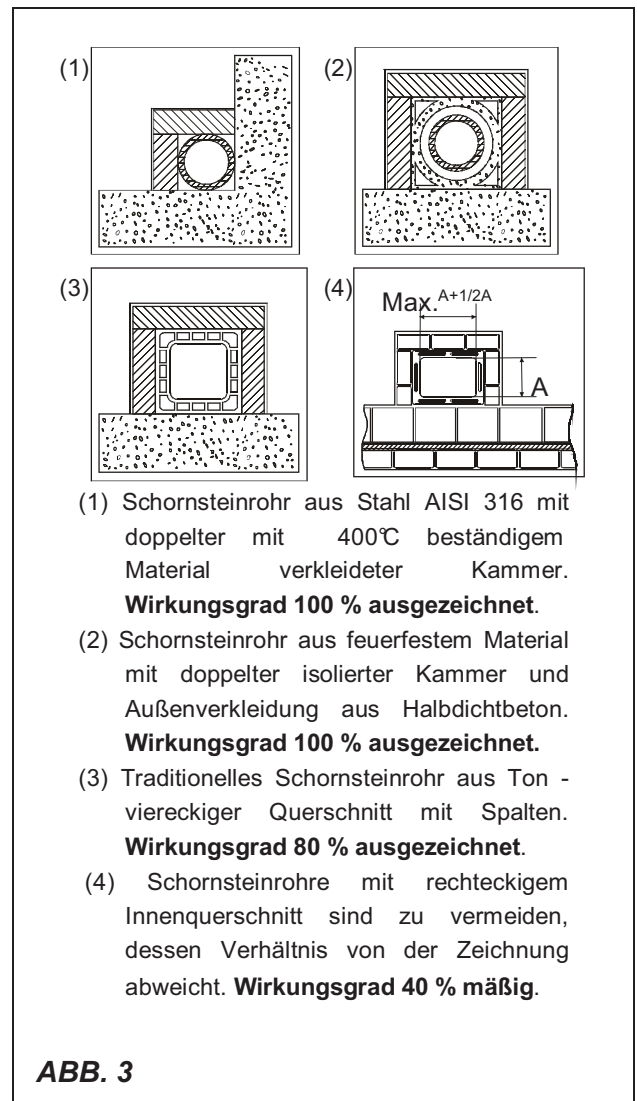 (1)
(2)
(3)
(4)
Max. A+1/2A
A
(1) Schornsteinrohr aus Stahl AISI 316 mit
doppelter mit 400°C beständigem
Material verkleideter Kammer.
Wirkungsgrad 100 % ausgezeichnet.
(2) Schornsteinrohr aus feuerfestem Material
mit doppelter isolierter Kammer und
Außenverkleidung aus Halbdichtbeton.
Wirkungsgrad 100 % ausgezeichnet.
(3) Traditionelles Schornsteinrohr aus Ton -
viereckiger Querschnitt mit Spalten.
Wirkungsgrad 80 % ausgezeichnet.
(4) Schornsteinrohre mit rechteckigem
Innenquerschnitt sind zu vermeiden,
dessen Verhältnis von der Zeichnung
abweicht. Wirkungsgrad 40 % mäßig.
ABB. 3